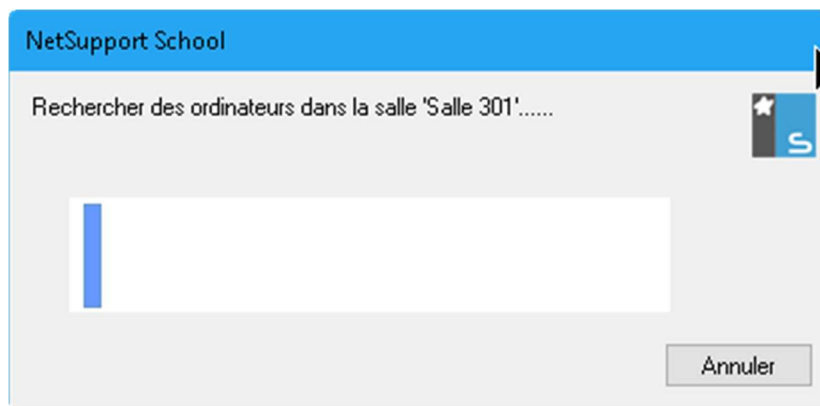 NetSupport School
Rechercher des ordinateurs dans la salle 'Salle 301'......
S
Annuler